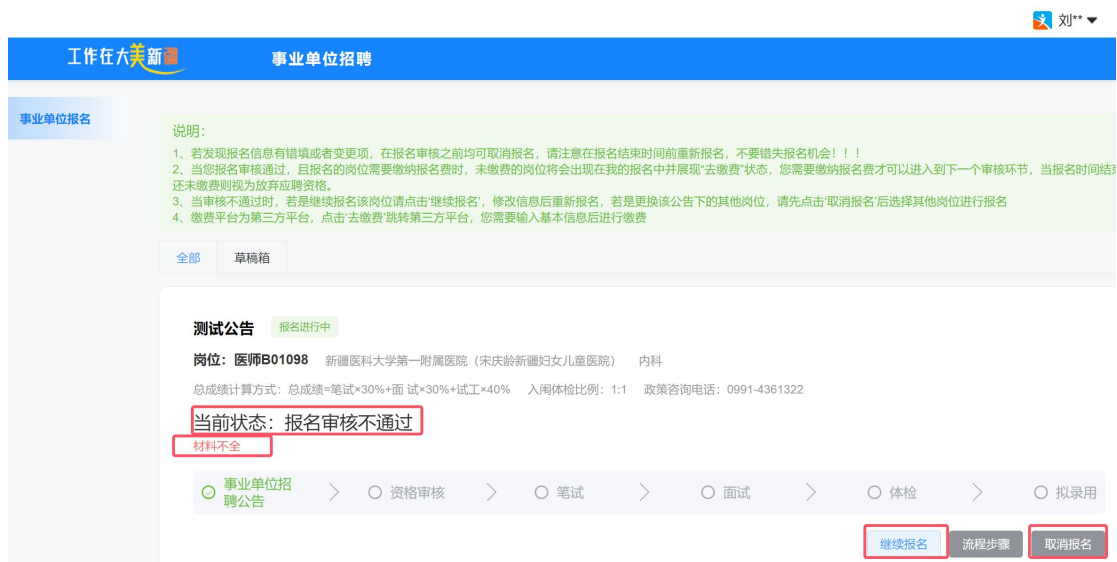 刘**
工作在大美新疆
事业单位招聘
事业单位报名
说明：
1、若发现报名信息有错填或者变更项，在报名审核之前均可取消报名，请注意在报名结束时间前重新报名，不要错失报名机会！！！
2、当您报名审核通过，且报名的岗位需要缴纳报名费时，未缴费的岗位将会出现在我的报名中并展现'去缴费'状态，您需要缴纳报名费才可以进入到下一个审核环节，当报名时间结束
还未缴费则视为放弃应聘资格。
3、当审核不通过时，若是继续报名该岗位请点击'继续报名'，修改信息后重新报名，若是更换该公告下的其他岗位，请先点击'取消报名'后选择其他岗位进行报名
4、缴费平台为第三方平台，点击'去缴费'跳转第三方平台，您需要输入基本信息后进行缴费
全部 草稿箱
测试公告 报名进行中
岗位：医师B01098 新疆医科大学第一附属医院（宋庆龄新疆妇女儿童医院） 内科
总成绩计算方式：总成绩=笔试×30%+面 试×30%+试工×40% 入闱体检比例：1:1 政策咨询电话：0991-4361322
当前状态：报名审核不通过
材料不全
事业单位招
聘公告
资格审核
笔试
面试
体检
拟录用
继续报名 流程步骤 取消报名